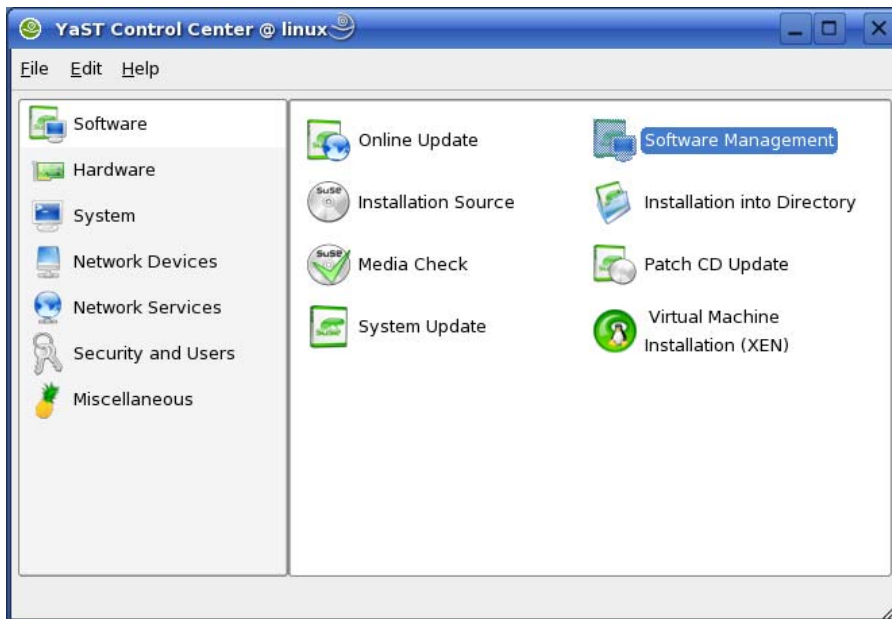 YaST Control Center @ linux
File Edit Help
Software
Hardware
System
Network Devices
Network Services
Security and Users
Miscellaneous
Online Update
Software Management
SUSE
Installation Source
Installation into Directory
SUSE
Media Check
Patch CD Update
System Update
Virtual Machine
Installation (XEN)